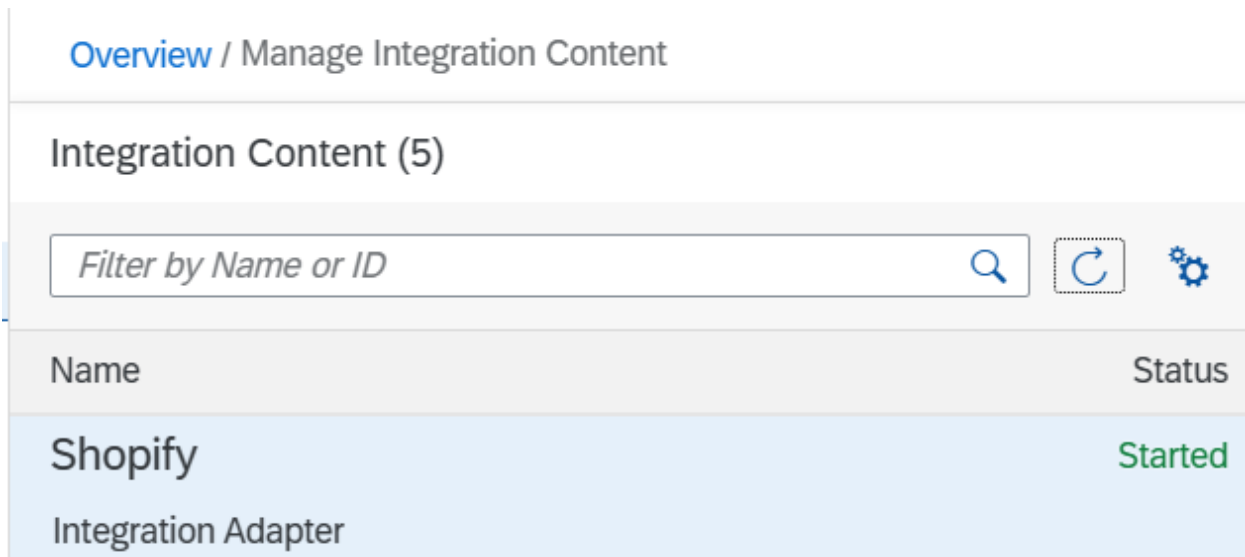 Overview / Manage Integration Content
Integration Content (5)
Filter by Name or ID
Name Status
Shopify Started
Integration Adapter